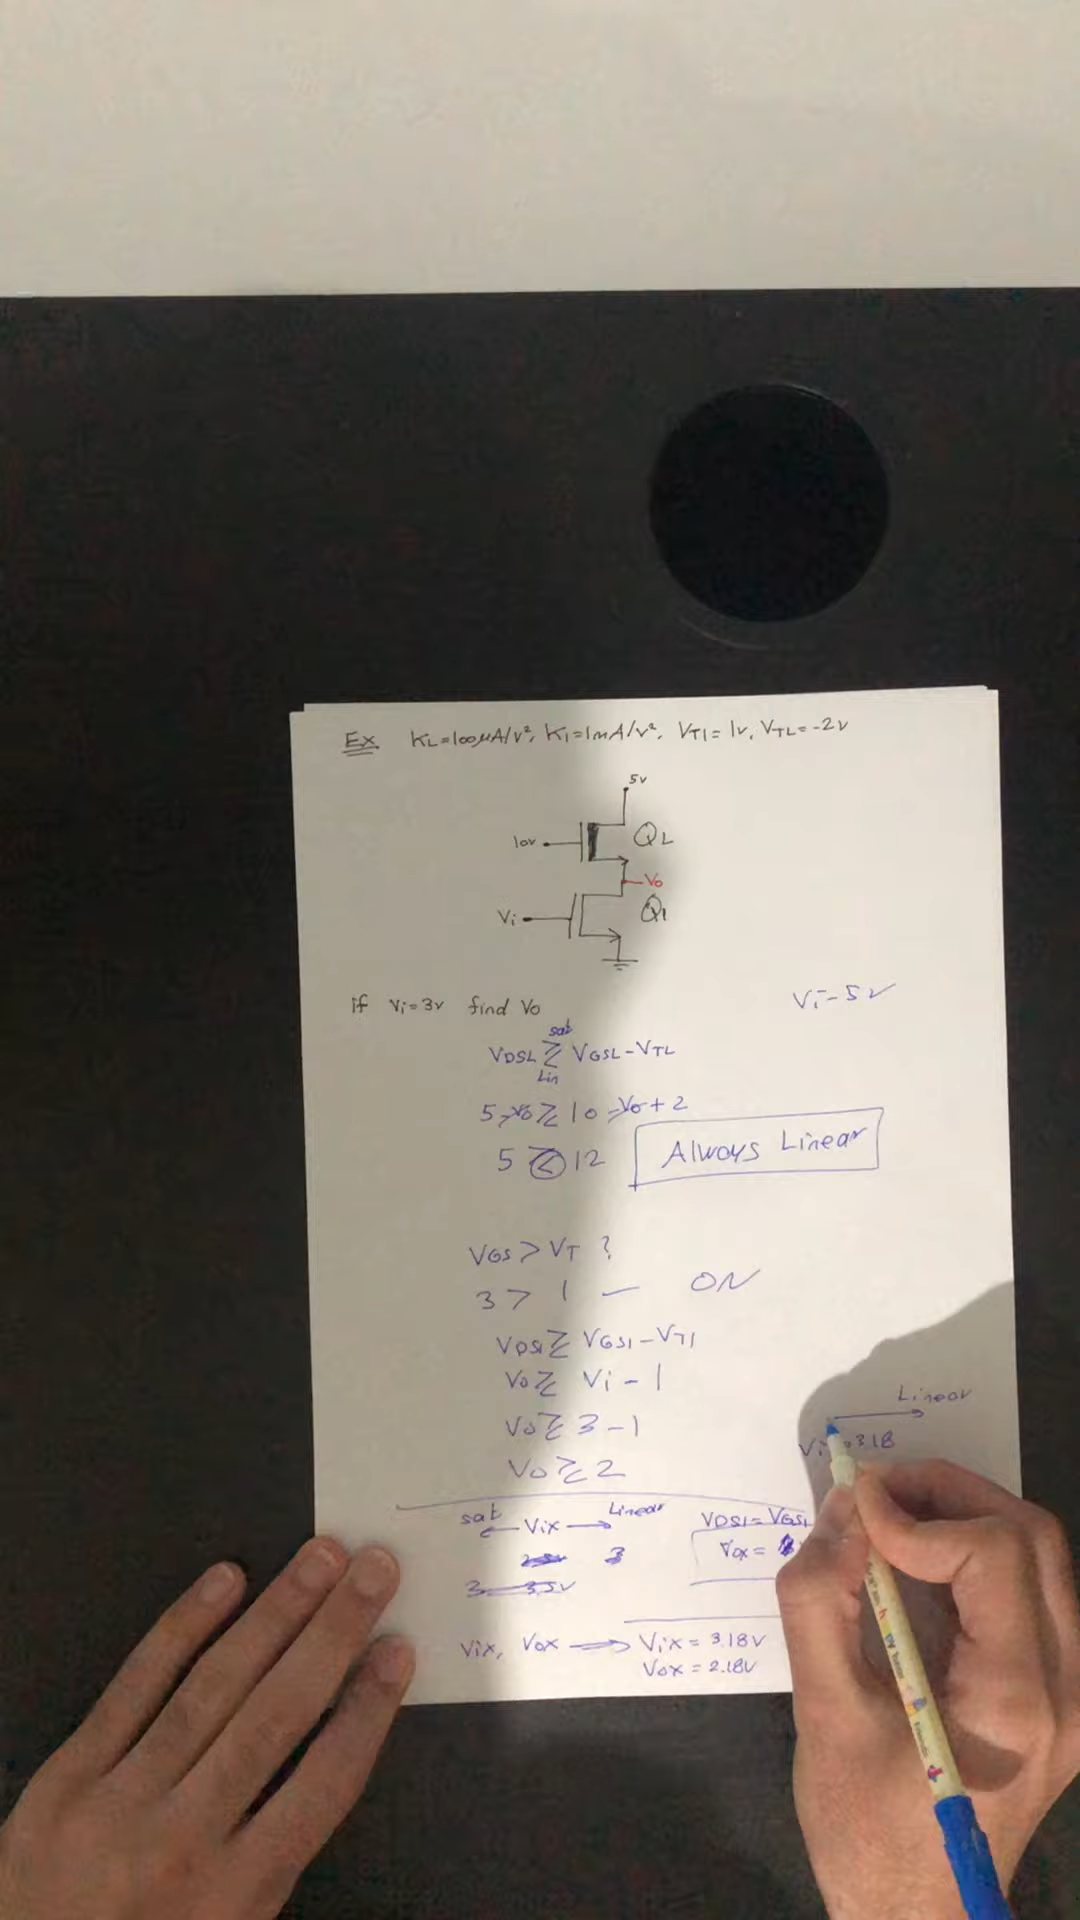 Ex KL=100μA/V², K1=1mA/V², VT1=1v, VTL=-2v
5v
10v QL
Vo
Vi Q1
if Vi=3v find Vo
Vi-5v
sat
VDSL ≷ VGSL-VTL
Lin
5-Vo ≷ 10-Vo+2
5 < 12 Always Linear
VGS > VT ?
3 > 1 — ON
VDS1 ≷ VGS1-VT1
Vo ≷ Vi-1
Vo ≷ 3-1
Vo ≷ 2
Linear
318
sat ← Vix → Linear
3
VDS1=VGS1
Vox =
Vix, Vox → Vix = 3.18V
Vox = 2.18V